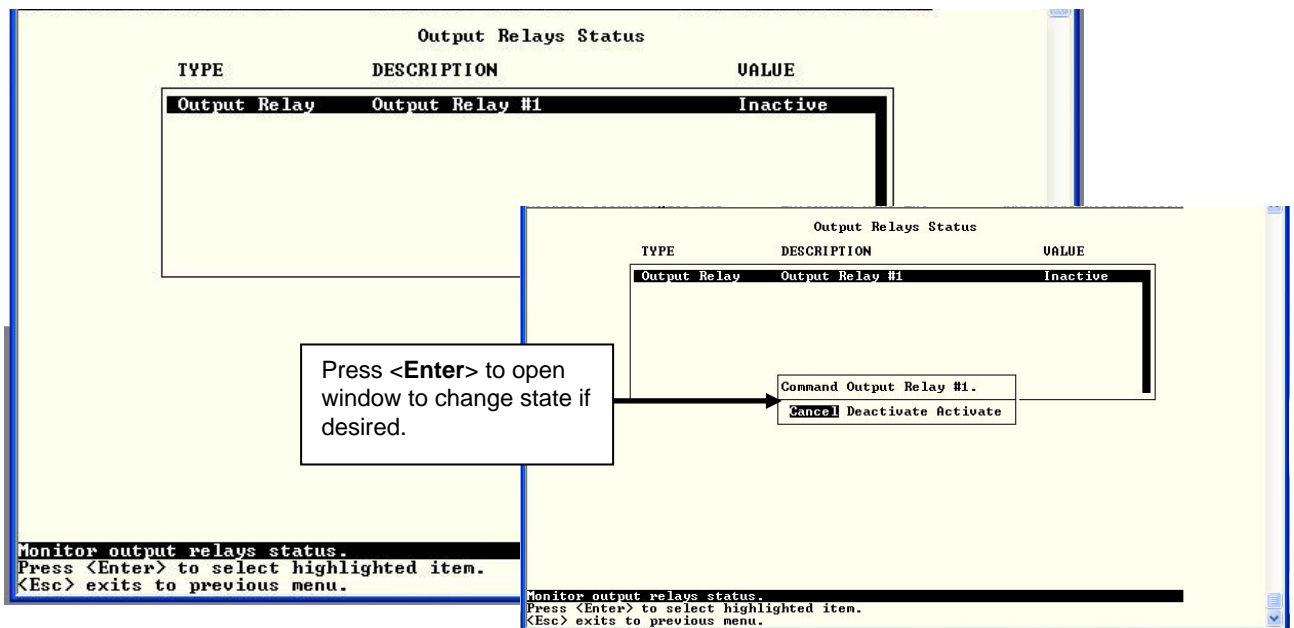 Output Relays Status
TYPE DESCRIPTION VALUE
Output Relay Output Relay #1 Inactive
Monitor output relays status.
Press <Enter> to select highlighted item.
<Esc> exits to previous menu.
Press <Enter> to open
window to change state if
desired.
Output Relays Status
TYPE DESCRIPTION VALUE
Output Relay Output Relay #1 Inactive
Command Output Relay #1.
Cancel Deactivate Activate
Monitor output relays status.
Press <Enter> to select highlighted item.
<Esc> exits to previous menu.